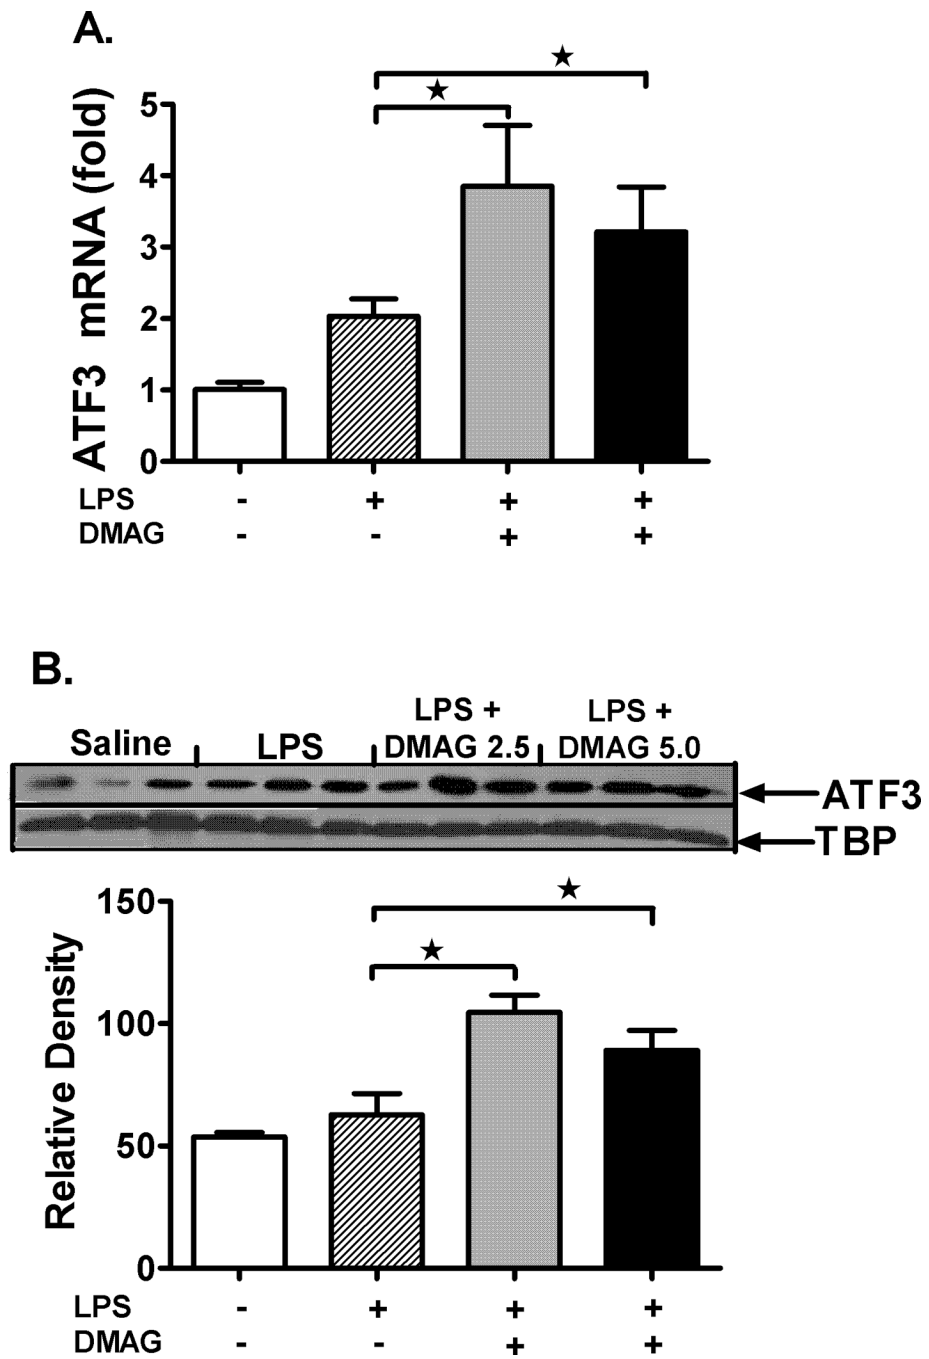 A.
ATF3 mRNA (fold)
5
4
3
2
1
0
LPS - + + +
DMAG - - + +
B.
Saline LPS LPS + DMAG 2.5 LPS + DMAG 5.0
ATF3
TBP
Relative Density
150
100
50
0
LPS - + + +
DMAG - - + +